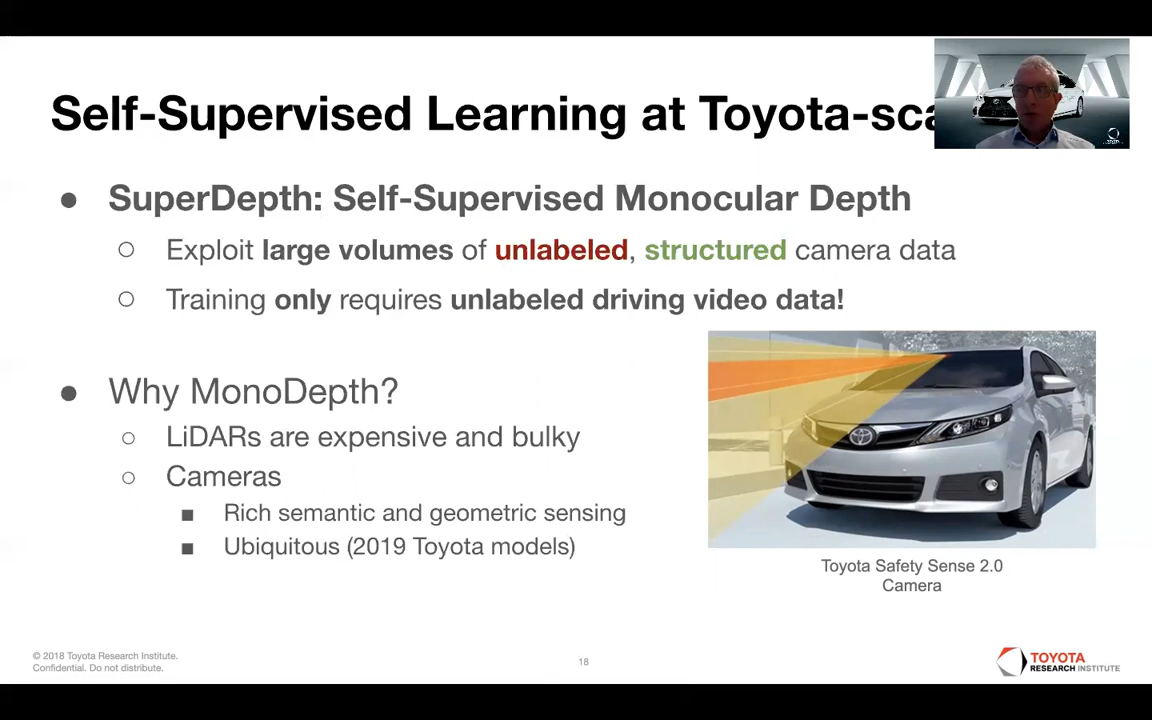 Self-Supervised Learning at Toyota-sca
● SuperDepth: Self-Supervised Monocular Depth
○ Exploit large volumes of unlabeled, structured camera data
○ Training only requires unlabeled driving video data!
● Why MonoDepth?
○ LiDARs are expensive and bulky
○ Cameras
■ Rich semantic and geometric sensing
■ Ubiquitous (2019 Toyota models)
Toyota Safety Sense 2.0
Camera
© 2018 Toyota Research Institute.
Confidential. Do not distribute.
18
TOYOTA
RESEARCH INSTITUTE